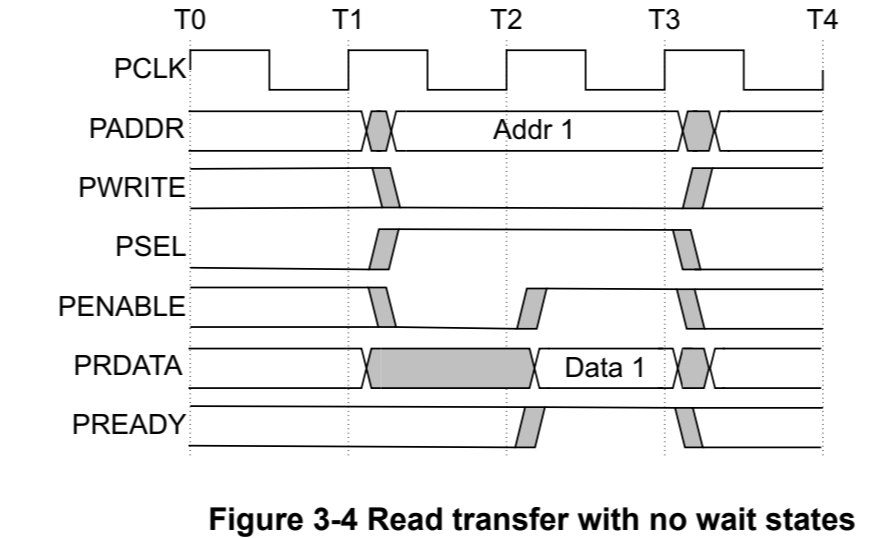 T0 T1 T2 T3 T4
PCLK
PADDR Addr 1
PWRITE
PSEL
PENABLE
PRDATA Data 1
PREADY
Figure 3-4 Read transfer with no wait states